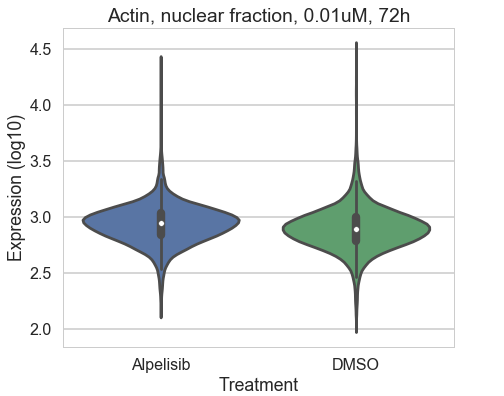 Actin, nuclear fraction, 0.01uM, 72h
Expression (log10)
4.5
4.0
3.5
3.0
2.5
2.0
Alpelisib DMSO
Treatment